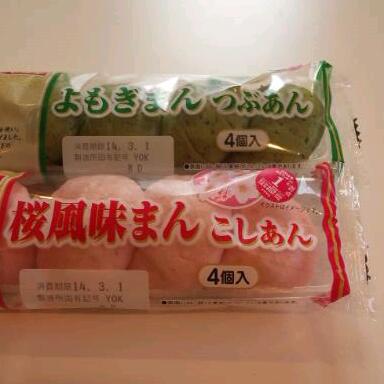 よもぎまん つぶあん
消費期限14.3.1
製造所固有記号 YOK
4個入
桜風味まん こしあん
消費期限14.3.1
製造所固有記号 YOK
4個入